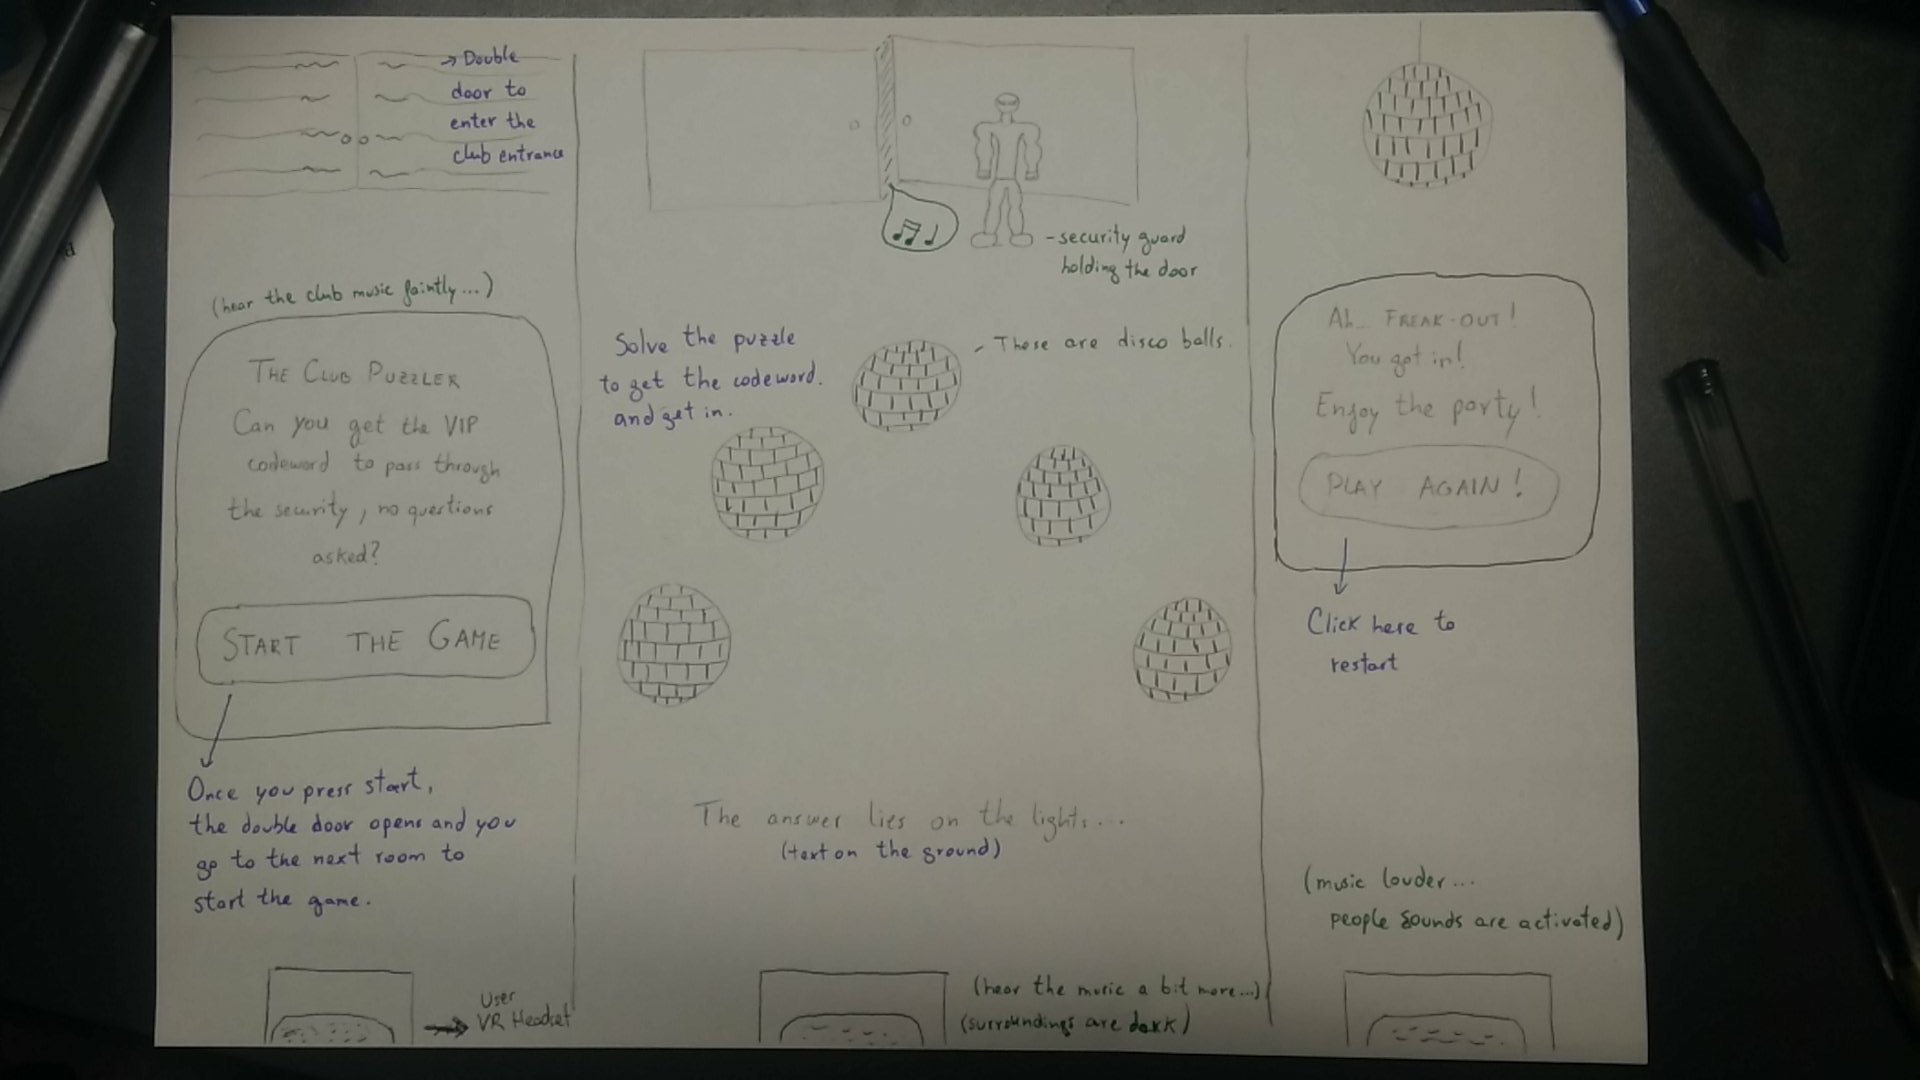 → Double
door to
enter the
club entrance
(hear the club music faintly...)
THE CLUB PUZZLER
Can you get the VIP
codeword to pass through
the security, no questions
asked?
START THE GAME
Once you press start,
the double door opens and you
go to the next room to
start the game.
User
VR Headset
- security guard
holding the door
Solve the puzzle
to get the codeword.
and get in.
- These are disco balls.
The answer lies on the lights...
(text on the ground)
(hear the music a bit more...)
(surroundings are dark)
Ah... FREAK-OUT!
You got in!
Enjoy the party!
PLAY AGAIN!
Click here to
restart
(music louder...
people sounds are activated)